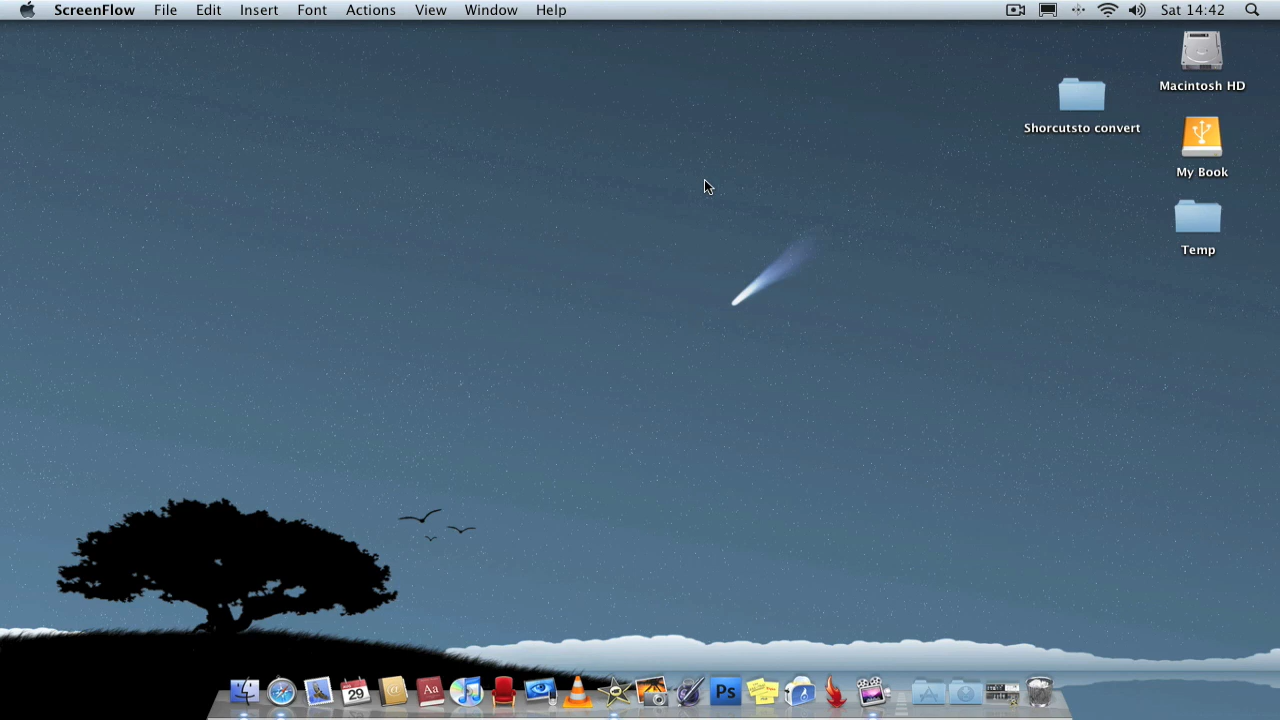 ScreenFlow File Edit Insert Font Actions View Window Help Sat 14:42
Macintosh HD
Shorcutsto convert
My Book
Temp
29
@
Aa
Ps